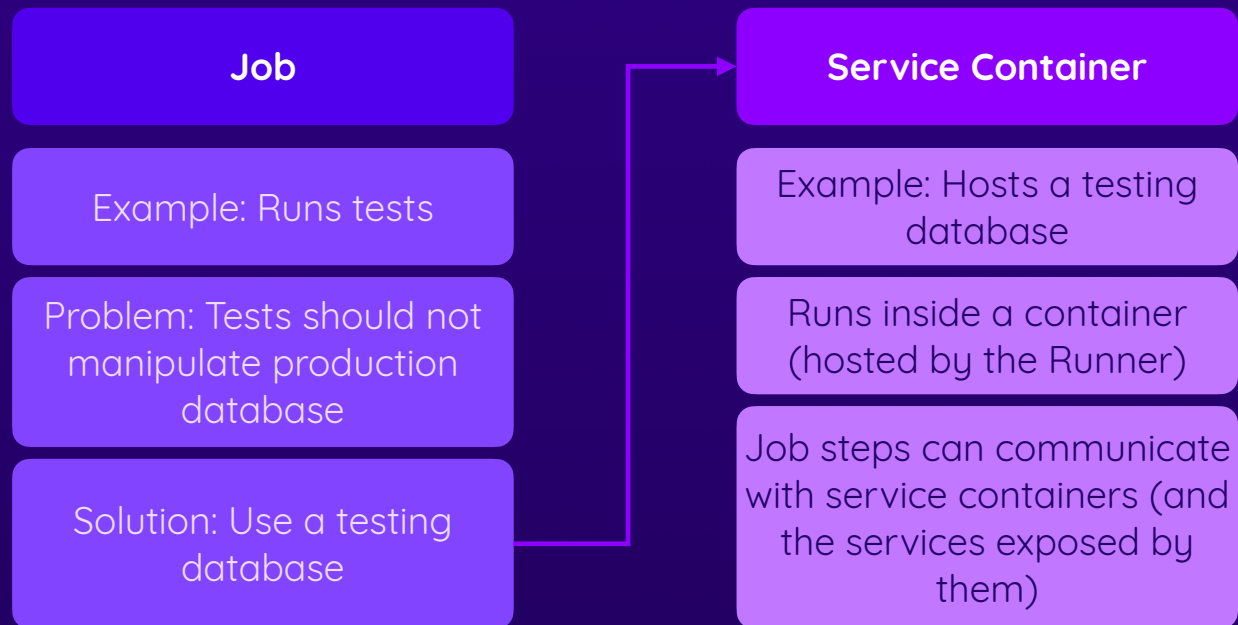 Job
Example: Runs tests
Problem: Tests should not
manipulate production
database
Solution: Use a testing
database
Service Container
Example: Hosts a testing
database
Runs inside a container
(hosted by the Runner)
Job steps can communicate
with service containers (and
the services exposed by
them)